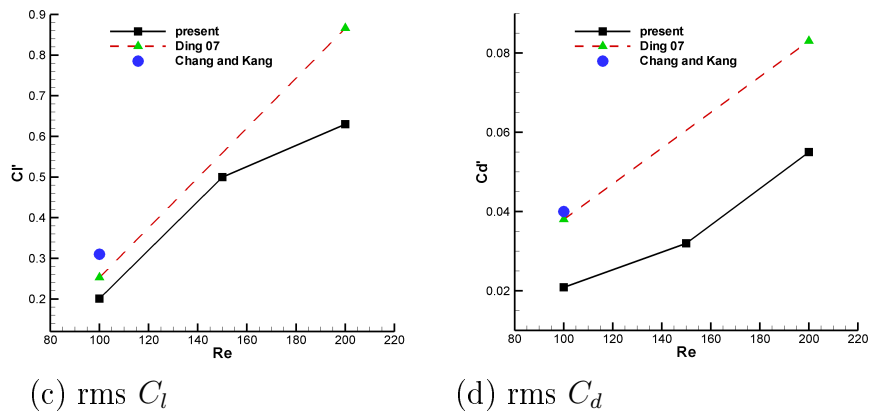 0.9
0.8
0.7
0.6
0.5
0.4
0.3
0.2
Cl'
present
Ding 07
Chang and Kang
80 100 120 140 160 180 200 220
Re
(c) rms C_l
0.08
0.06
0.04
0.02
Cd'
present
Ding 07
Chang and Kang
80 100 120 140 160 180 200 220
Re
(d) rms C_d